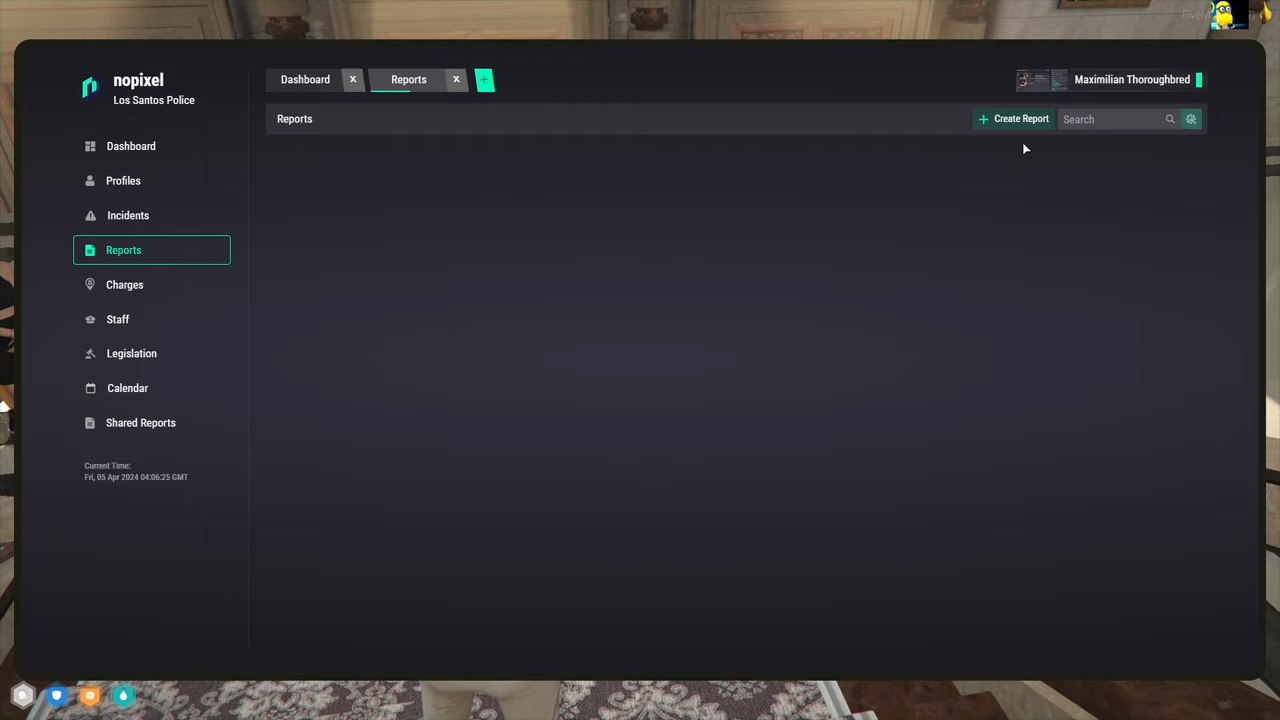 nopixel
Los Santos Police
Dashboard
Profiles
Incidents
Reports
Charges
Staff
Legislation
Calendar
Shared Reports
Current Time:
Fri, 05 Apr 2024 04:06:25 GMT
Dashboard x Reports x +
Maximilian Thoroughbred
Reports
+ Create Report
Search